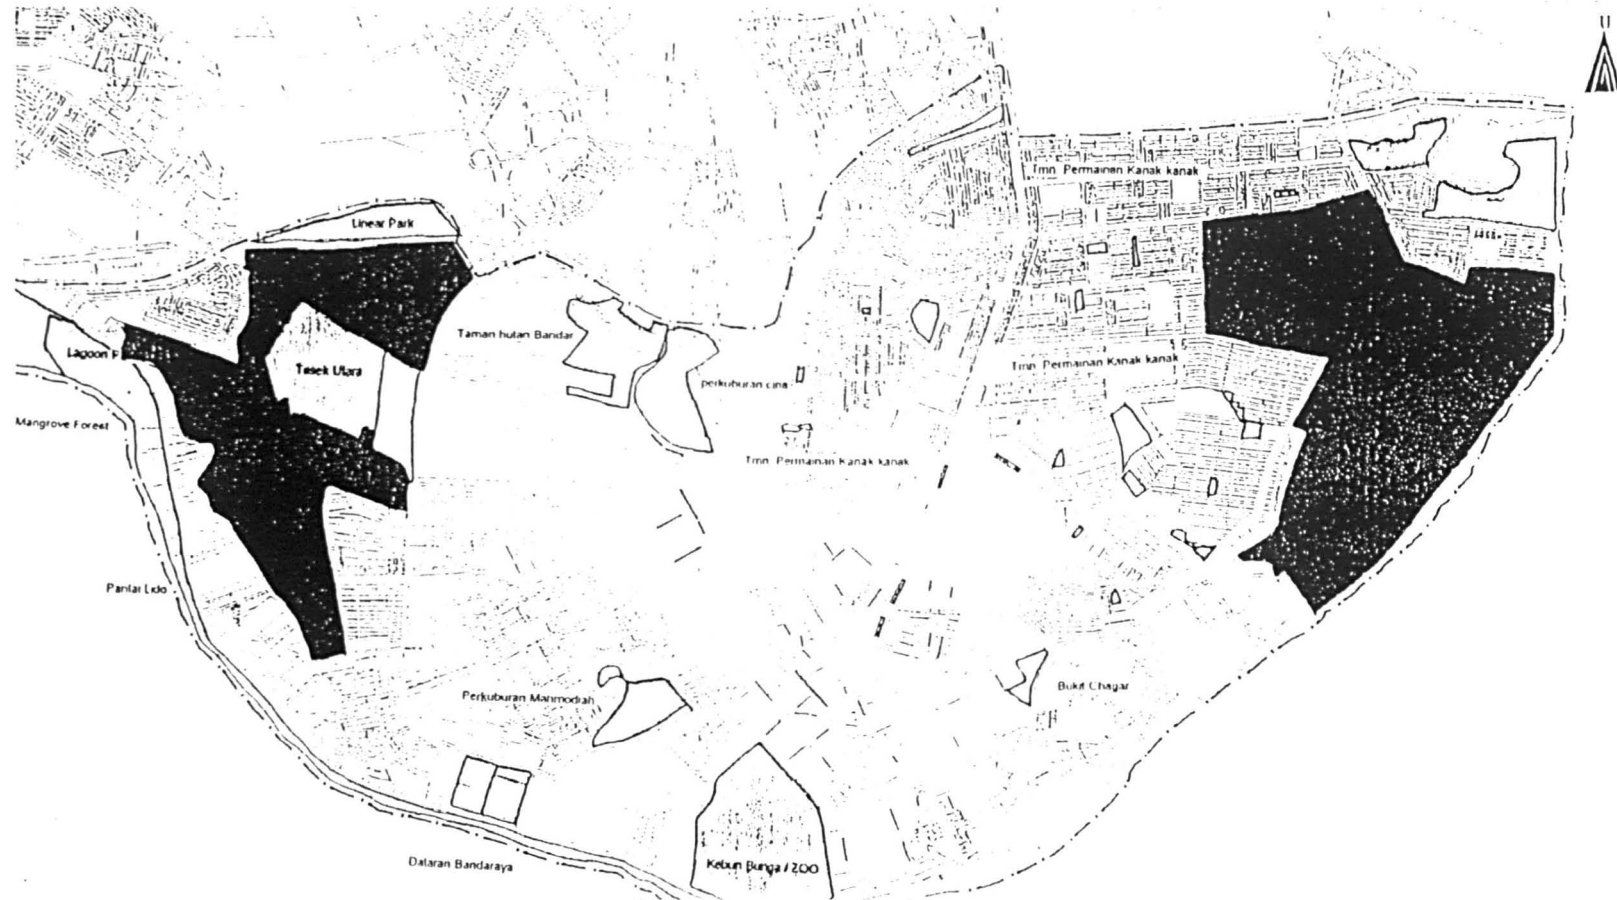 U
Tmn. Permainan Kanak kanak
Linear Park
Taman hutan Bandar
Lagoon P
Tasek Utara
Tmn. Permainan Kanak kanak
perkuburan cina
Mangrove Forest
Tmn. Permainan Kanak kanak
Pantai Lido
Bukit Chagar
Perkuburan Mahmodiah
Dataran Bandaraya
Kebun Bunga / ZOO